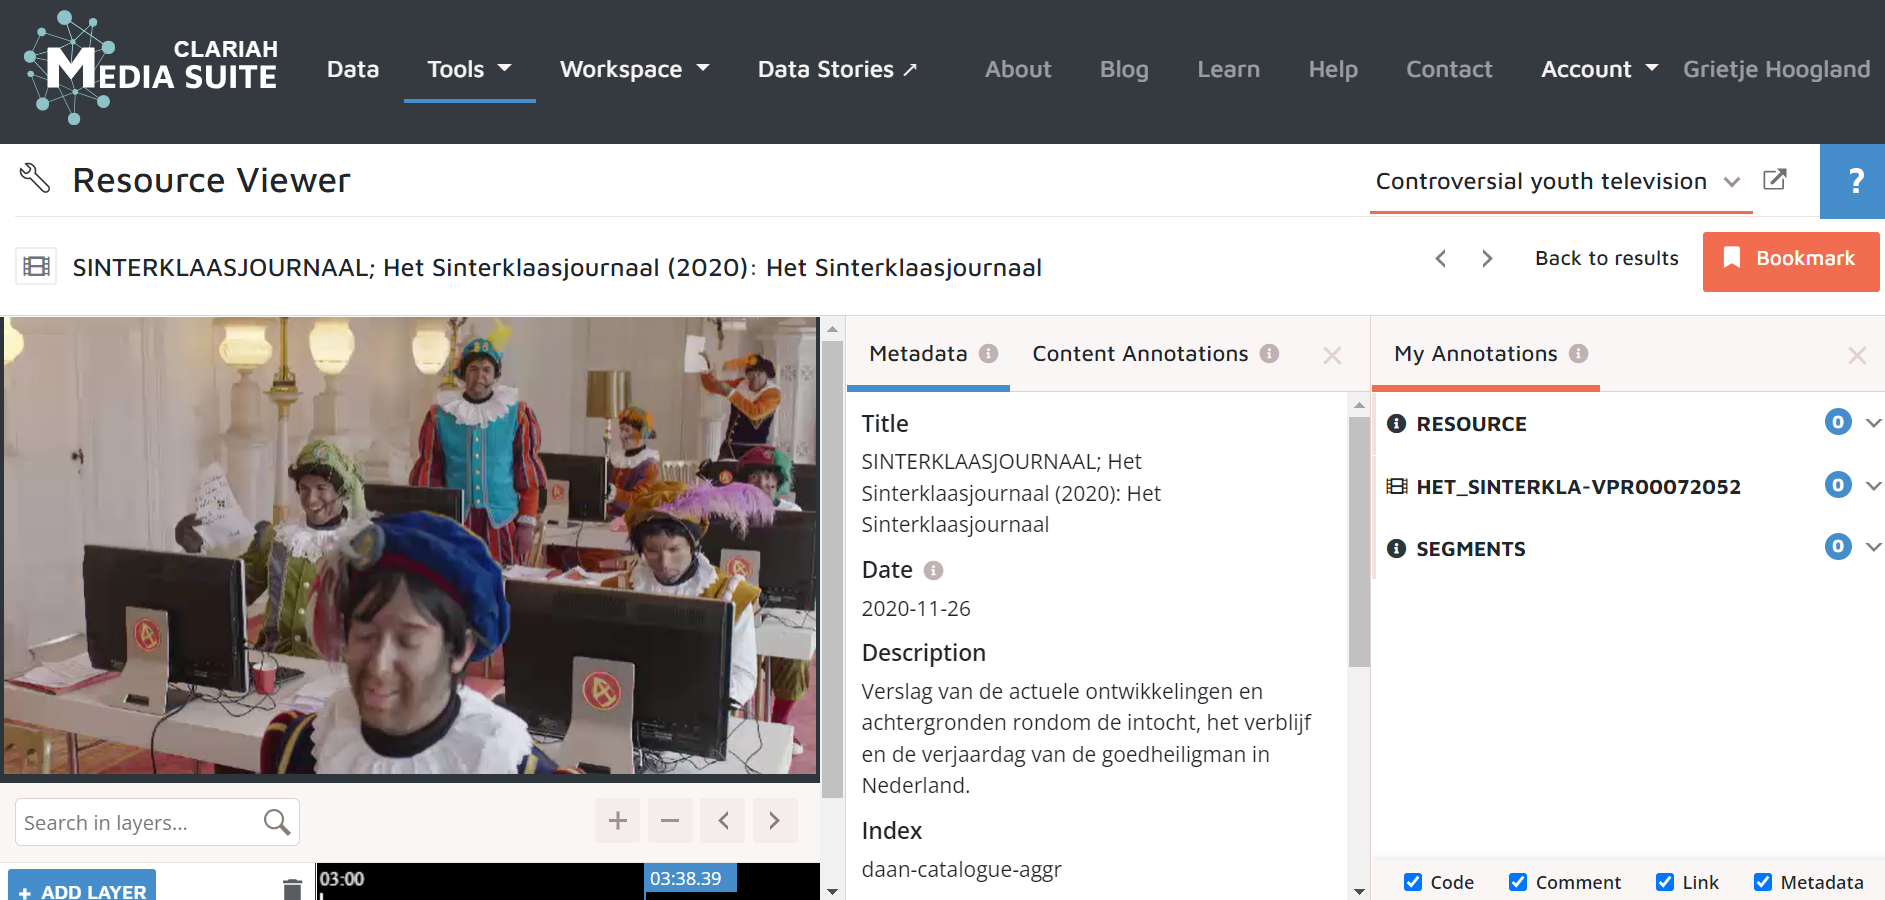 CLARIAH
MEDIA SUITE
Data
Tools
Workspace
Data Stories ↗
About
Blog
Learn
Help
Contact
Account
Grietje Hoogland
Resource Viewer
Controversial youth television
?
SINTERKLAASJOURNAAL; Het Sinterklaasjournaal (2020): Het Sinterklaasjournaal
Back to results
Bookmark
Metadata
Content Annotations
My Annotations
Title
SINTERKLAASJOURNAAL; Het
Sinterklaasjournaal (2020): Het
Sinterklaasjournaal
Date
2020-11-26
Description
Verslag van de actuele ontwikkelingen en
achtergronden rondom de intocht, het verblijf
en de verjaardag van de goedheiligman in
Nederland.
Index
daan-catalogue-aggr
RESOURCE
0
HET_SINTERKLA-VPR00072052
0
SEGMENTS
0
Search in layers...
+ ADD LAYER
03:00
03:38.39
Code
Comment
Link
Metadata